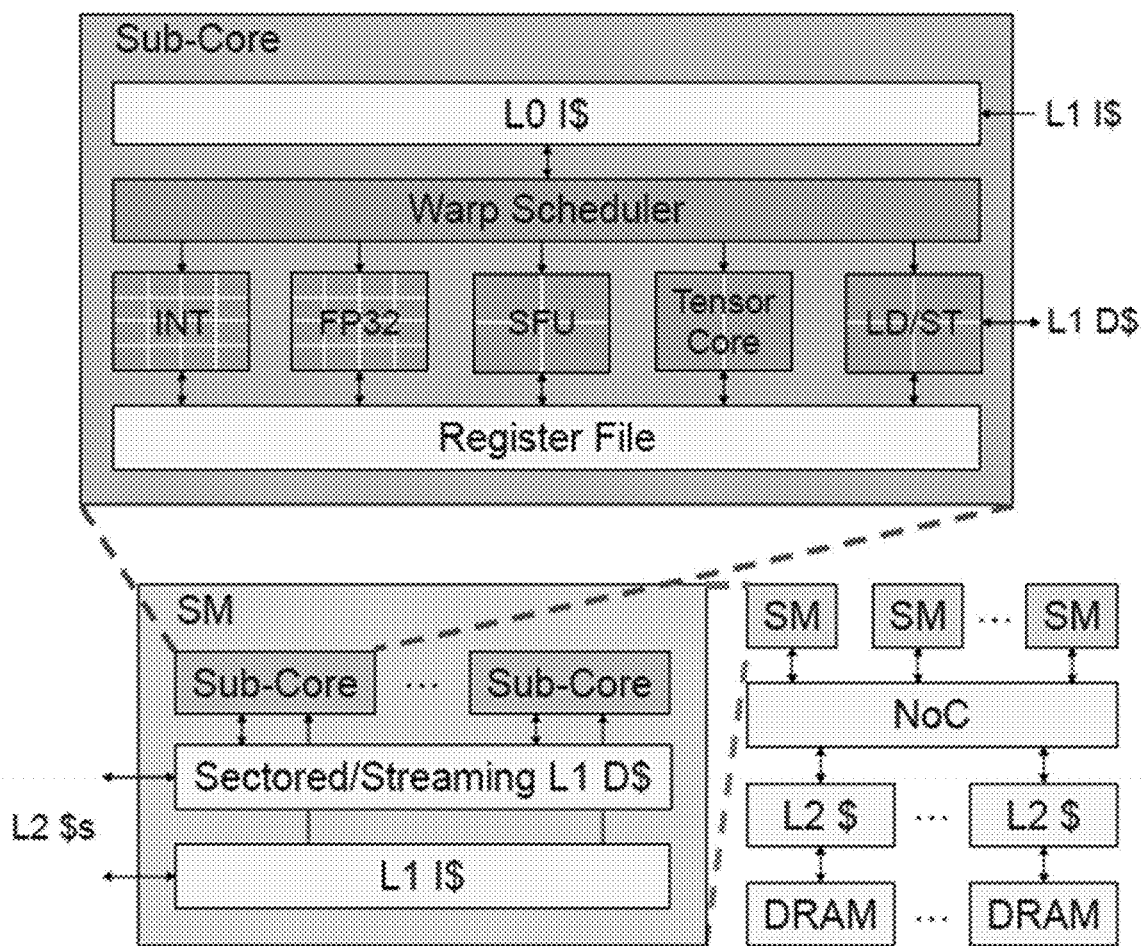 Sub-Core
L0 I$
L1 I$
Warp Scheduler
INT
FP32
SFU
Tensor
Core
LD/ST
L1 D$
Register File
SM
Sub-Core ... Sub-Core
Sectored/Streaming L1 D$
L2 $s
L1 I$
SM SM ... SM
NoC
L2 $ ... L2 $
DRAM ... DRAM